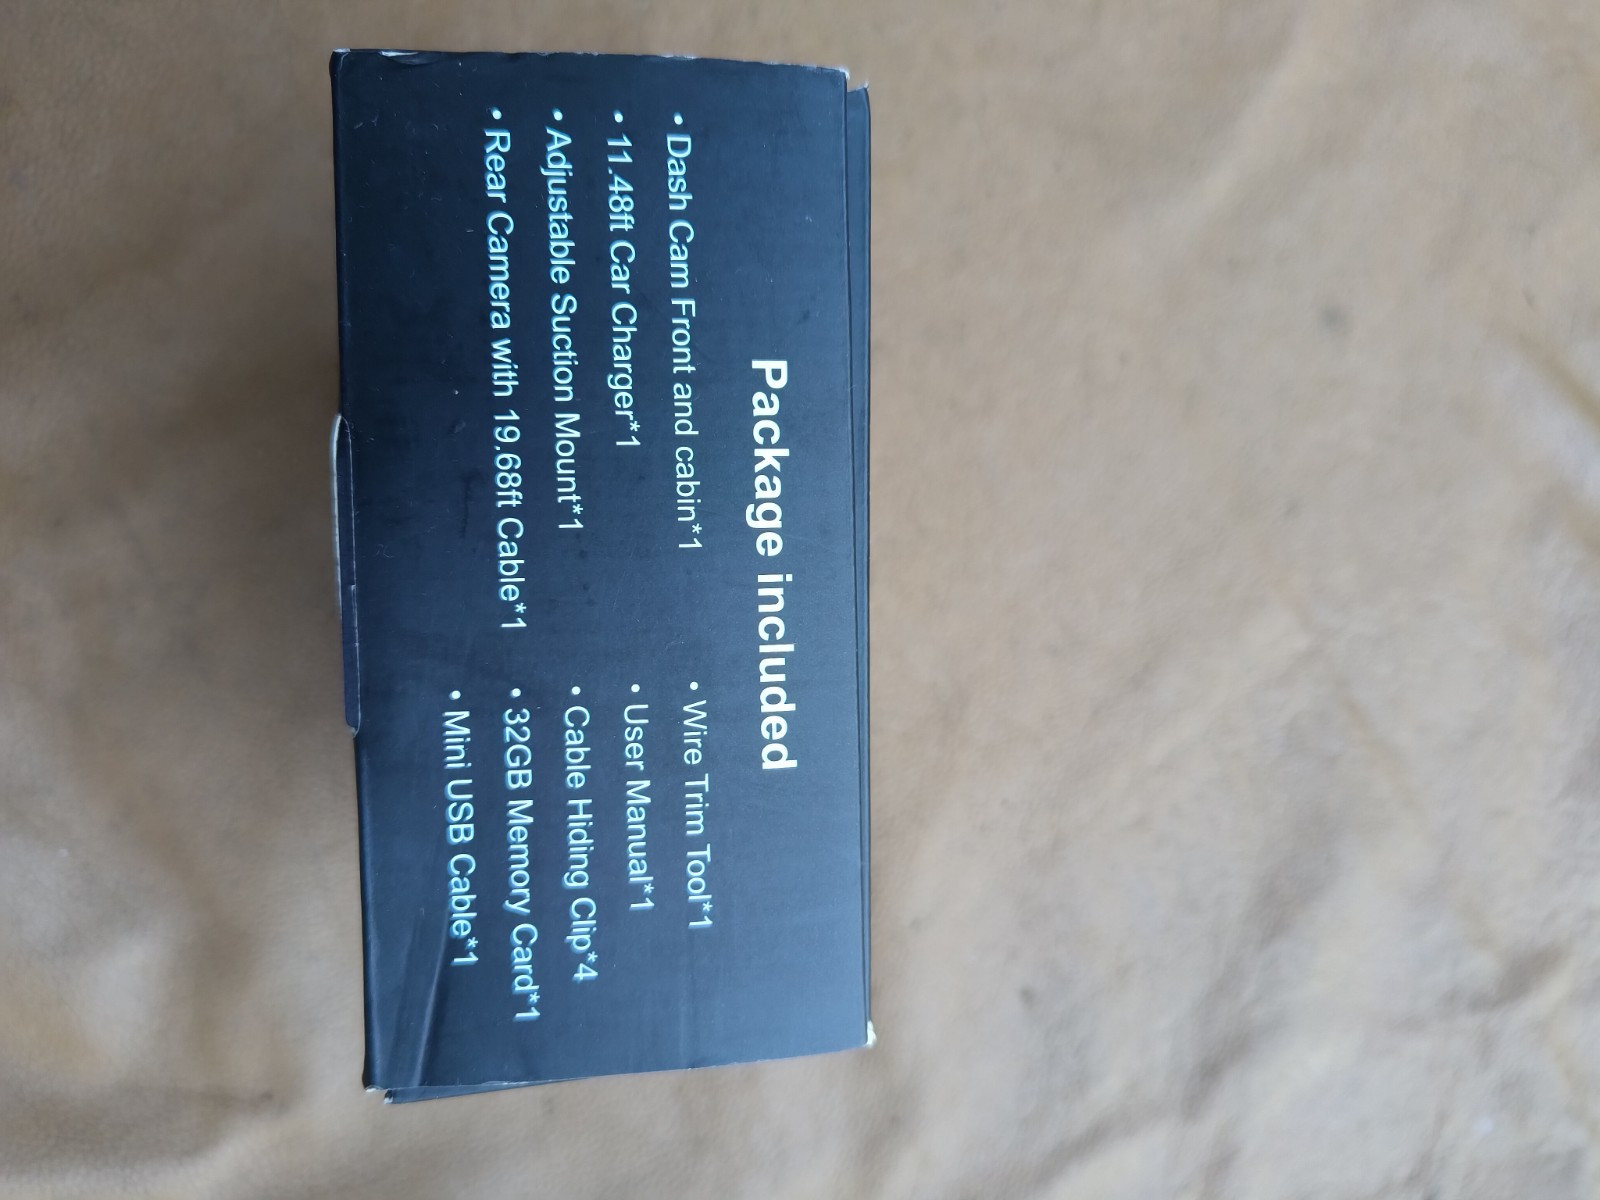 Package included
• Dash Cam Front and cabin*1
• 11.48ft Car Charger*1
• Adjustable Suction Mount*1
• Rear Camera with 19.68ft Cable*1
• Wire Trim Tool*1
• User Manual*1
• Cable Hiding Clip*4
• 32GB Memory Card*1
• Mini USB Cable*1